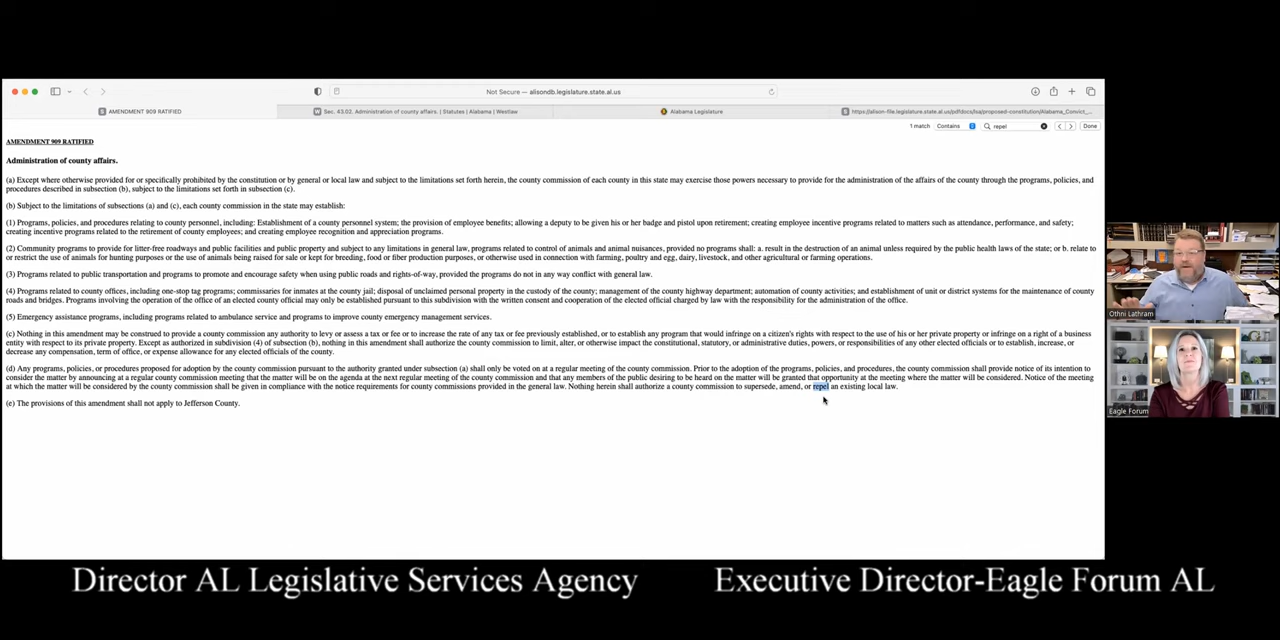 Not Secure — alisondb.legislature.state.al.us
AMENDMENT 909 RATIFIED
Sec. 43.02. Administration of county affairs. | Statutes | Alabama | Westlaw
Alabama Legislature
https://alison-file.legislature.state.al.us/pdfdocs/lsa/proposed-constitution/Alabama_Convict_...
1 match Contains repel Done
AMENDMENT 909 RATIFIED
Administration of county affairs.
(a) Except where otherwise provided for or specifically prohibited by the constitution or by general or local law and subject to the limitations set forth herein, the county commission of each county in this state may exercise those powers necessary to provide for the administration of the affairs of the county through the programs, policies, and
procedures described in subsection (b), subject to the limitations set forth in subsection (c).
(b) Subject to the limitations of subsections (a) and (c), each county commission in the state may establish:
(1) Programs, policies, and procedures relating to county personnel, including: Establishment of a county personnel system; the provision of employee benefits; allowing a deputy to be given his or her badge and pistol upon retirement; creating employee incentive programs related to matters such as attendance, performance, and safety;
creating incentive programs related to the retirement of county employees; and creating employee recognition and appreciation programs.
(2) Community programs to provide for litter-free roadways and public facilities and public property and subject to any limitations in general law, programs related to control of animals and animal nuisances, provided no programs shall: a. result in the destruction of an animal unless required by the public health laws of the state; or b. relate to
or restrict the use of animals for hunting purposes or the use of animals being raised for sale or kept for breeding, food or fiber production purposes, or otherwise used in connection with farming, poultry and egg, dairy, livestock, and other agricultural or farming operations.
(3) Programs related to public transportation and programs to promote and encourage safety when using public roads and rights-of-way, provided the programs do not in any way conflict with general law.
(4) Programs related to county offices, including one-stop tag programs; commissaries for inmates at the county jail; disposal of unclaimed personal property in the custody of the county; management of the county highway department; automation of county activities; and establishment of unit or district systems for the maintenance of county
roads and bridges. Programs involving the operation of the office of an elected county official may only be established pursuant to this subdivision with the written consent and cooperation of the elected official charged by law with the responsibility for the administration of the office.
(5) Emergency assistance programs, including programs related to ambulance service and programs to improve county emergency management services.
(c) Nothing in this amendment may be construed to provide a county commission any authority to levy or assess a tax or fee or to increase the rate of any tax or fee previously established, or to establish any program that would infringe on a citizen's rights with respect to the use of his or her private property or infringe on a right of a business
entity with respect to its private property. Except as authorized in subdivision (4) of subsection (b), nothing in this amendment shall authorize the county commission to limit, alter, or otherwise impact the constitutional, statutory, or administrative duties, powers, or responsibilities of any other elected officials or to establish, increase, or
decrease any compensation, term of office, or expense allowance for any elected officials of the county.
(d) Any programs, policies, or procedures proposed for adoption by the county commission pursuant to the authority granted under subsection (a) shall only be voted on at a regular meeting of the county commission. Prior to the adoption of the programs, policies, and procedures, the county commission shall provide notice of its intention to
consider the matter by announcing at a regular county commission meeting that the matter will be on the agenda at the next regular meeting of the county commission and that any members of the public desiring to be heard on the matter will be granted that opportunity at the meeting where the matter will be considered. Notice of the meeting
at which the matter will be considered by the county commission shall be given in compliance with the notice requirements for county commissions provided in the general law. Nothing herein shall authorize a county commission to supersede, amend, or repel an existing local law.
(e) The provisions of this amendment shall not apply to Jefferson County.
Othni Lathram
Eagle Forum
Director AL Legislative Services Agency
Executive Director-Eagle Forum AL